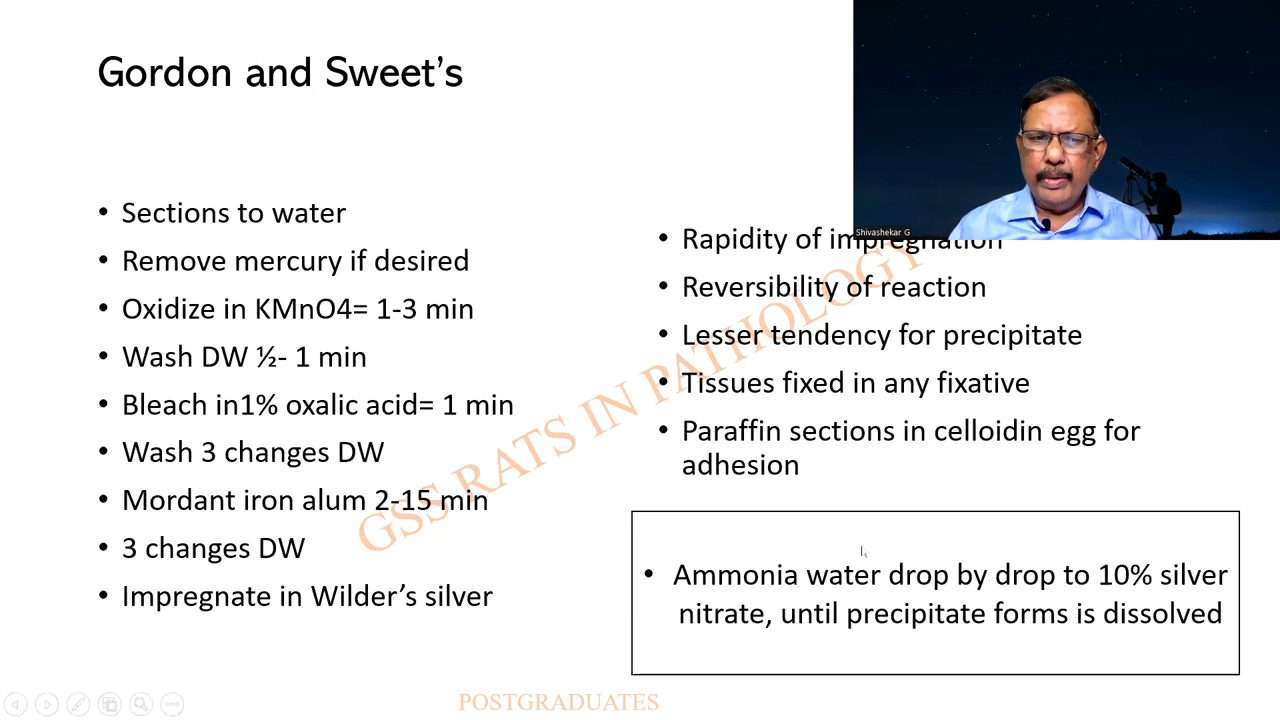 Gordon and Sweet's
Shivashekar G
• Sections to water
• Remove mercury if desired
• Oxidize in KMnO4= 1-3 min
• Wash DW ½- 1 min
• Bleach in1% oxalic acid= 1 min
• Wash 3 changes DW
• Mordant iron alum 2-15 min
• 3 changes DW
• Impregnate in Wilder's silver
• Rapidity of impregnation
• Reversibility of reaction
• Lesser tendency for precipitate
• Tissues fixed in any fixative
• Paraffin sections in celloidin egg for
adhesion
• Ammonia water drop by drop to 10% silver
nitrate, until precipitate forms is dissolved
GSS RATS IN PATHOLOGY
POSTGRADUATES